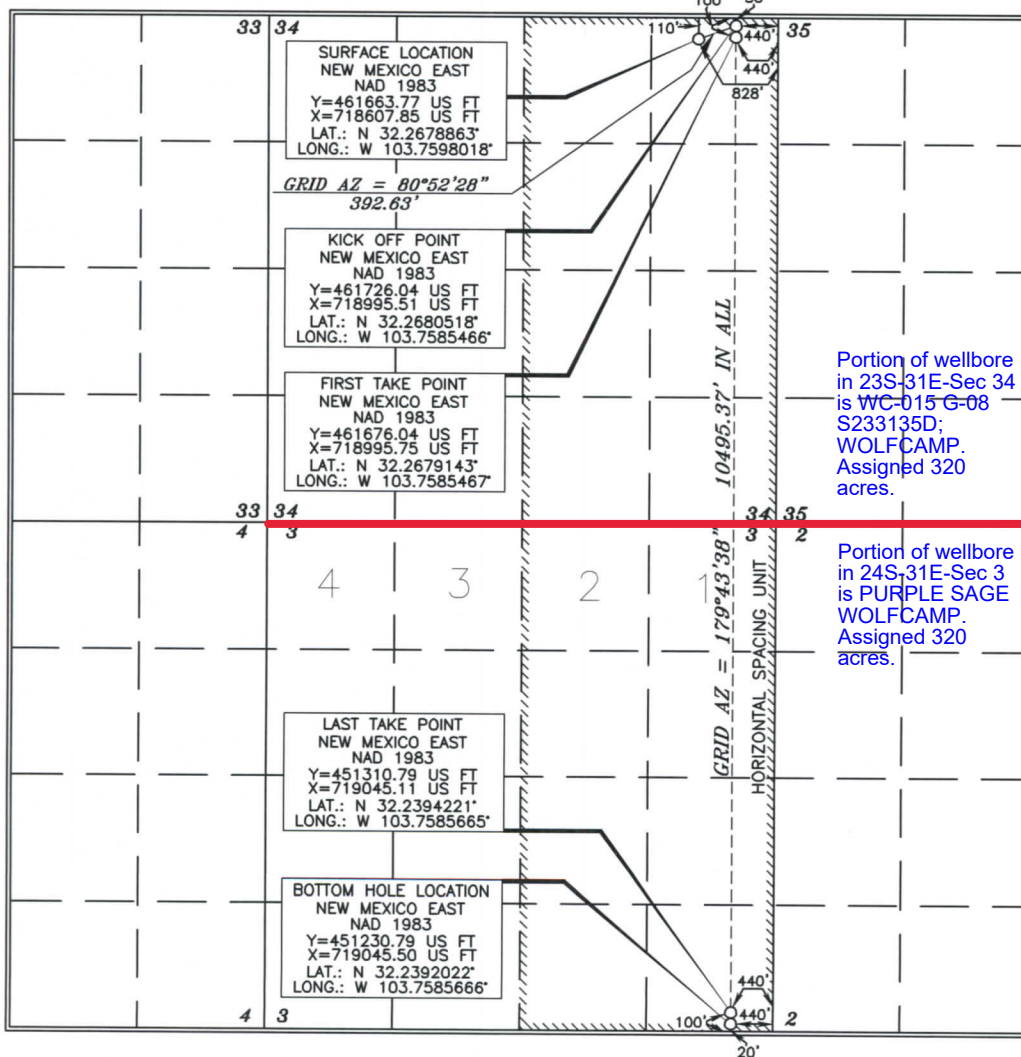 100'
50'
33 34
110'
440'
35
440'
828'
SURFACE LOCATION
NEW MEXICO EAST
NAD 1983
Y=461663.77 US FT
X=718607.85 US FT
LAT.: N 32.2678863°
LONG.: W 103.7598018°
GRID AZ = 80°52'28"
392.63'
KICK OFF POINT
NEW MEXICO EAST
NAD 1983
Y=461726.04 US FT
X=718995.51 US FT
LAT.: N 32.2680518°
LONG.: W 103.7585466°
FIRST TAKE POINT
NEW MEXICO EAST
NAD 1983
Y=461676.04 US FT
X=718995.75 US FT
LAT.: N 32.2679143°
LONG.: W 103.7585467°
Portion of wellbore
in 23S-31E-Sec 34
is WC-015 G-08
S233135D;
WOLFCAMP.
Assigned 320
acres.
33 34
4 3
34 35
3 2
GRID AZ = 179°43'38" 10495.37' IN ALL
HORIZONTAL SPACING UNIT
4 3 2 1
Portion of wellbore
in 24S-31E-Sec 3
is PURPLE SAGE
WOLFCAMP.
Assigned 320
acres.
LAST TAKE POINT
NEW MEXICO EAST
NAD 1983
Y=451310.79 US FT
X=719045.11 US FT
LAT.: N 32.2394221°
LONG.: W 103.7585665°
BOTTOM HOLE LOCATION
NEW MEXICO EAST
NAD 1983
Y=451230.79 US FT
X=719045.50 US FT
LAT.: N 32.2392022°
LONG.: W 103.7585666°
440'
4 3
100'
440'
2
20'